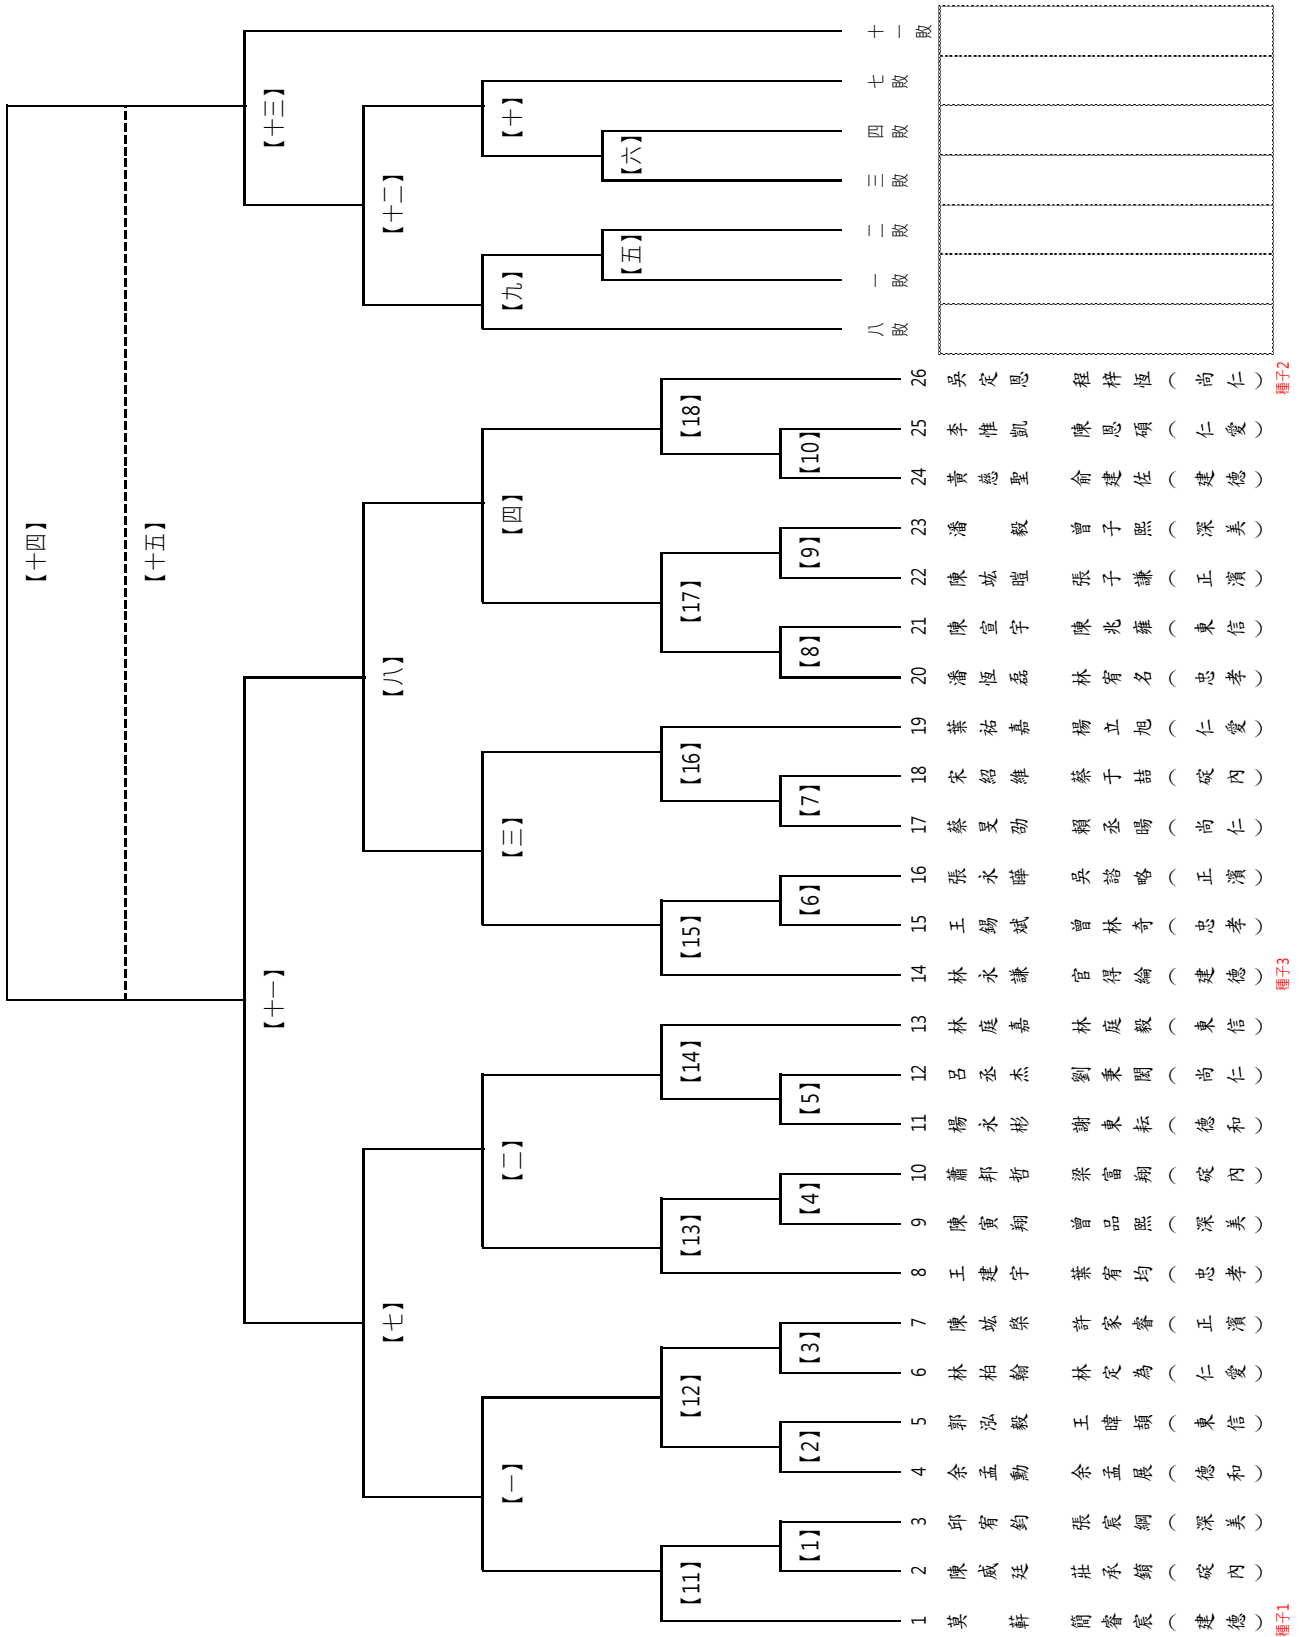 【十四】
【十五】
【十三】
【十一】
【十二】
【八】
【七】
【十】
【九】
【四】
【三】
【二】
【一】
【六】
【五】
【18】
【17】
【16】
【15】
【14】
【13】
【12】
【11】
【10】
【9】
【8】
【7】
【6】
【5】
【4】
【3】
【2】
【1】
1 莫 軒 簡睿宸(建德) 種子1
2 陳威廷 莊承錥(碇內)
3 邱宥鈞 張宸綱(深美)
4 余孟勳 余孟展(德和)
5 郭泓毅 王暐頡(東信)
6 林柏翰 林定為(仁愛)
7 陳竑榮 許家睿(正濱)
8 王建宇 葉宥均(忠孝)
9 陳寅翔 曾品熙(深美)
10 蕭邦哲 梁富翔(碇內)
11 楊永彬 謝東耘(德和)
12 呂丞杰 劉秉閎(尚仁)
13 林庭嘉 林庭毅(東信)
14 林永謙 官得綸(建德) 種子3
15 王錫斌 曾林奇(忠孝)
16 張永曄 吳諮略(正濱)
17 蔡旻劭 賴丞暘(尚仁)
18 宋紹維 蔡于喆(碇內)
19 葉祐嘉 楊立旭(仁愛)
20 潘恆磊 林宥名(忠孝)
21 陳宣宇 陳兆雍(東信)
22 陳竑暟 張子謙(正濱)
23 潘 毅 曾子熙(深美)
24 黃慈聖 俞建佐(建德)
25 李惟凱 陳恩碩(仁愛)
26 吳定恩 程梓恆(尚仁) 種子2
八敗
一敗
二敗
三敗
四敗
七敗
十一敗